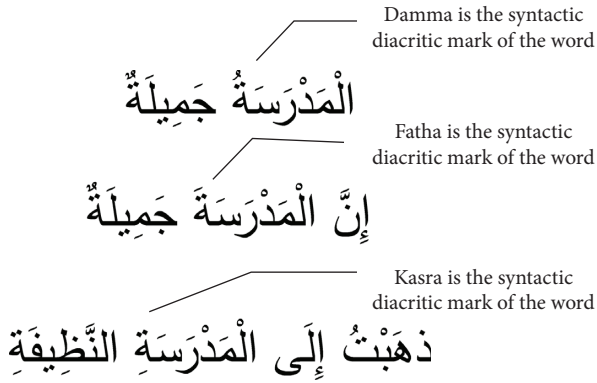 Damma is the syntactic
diacritic mark of the word
الْمَدْرَسَةُ جَمِيلَةٌ
Fatha is the syntactic
diacritic mark of the word
إِنَّ الْمَدْرَسَةَ جَمِيلَةٌ
Kasra is the syntactic
diacritic mark of the word
ذهَبْتُ إِلَى الْمَدْرَسَةِ النَّظِيفَةِ